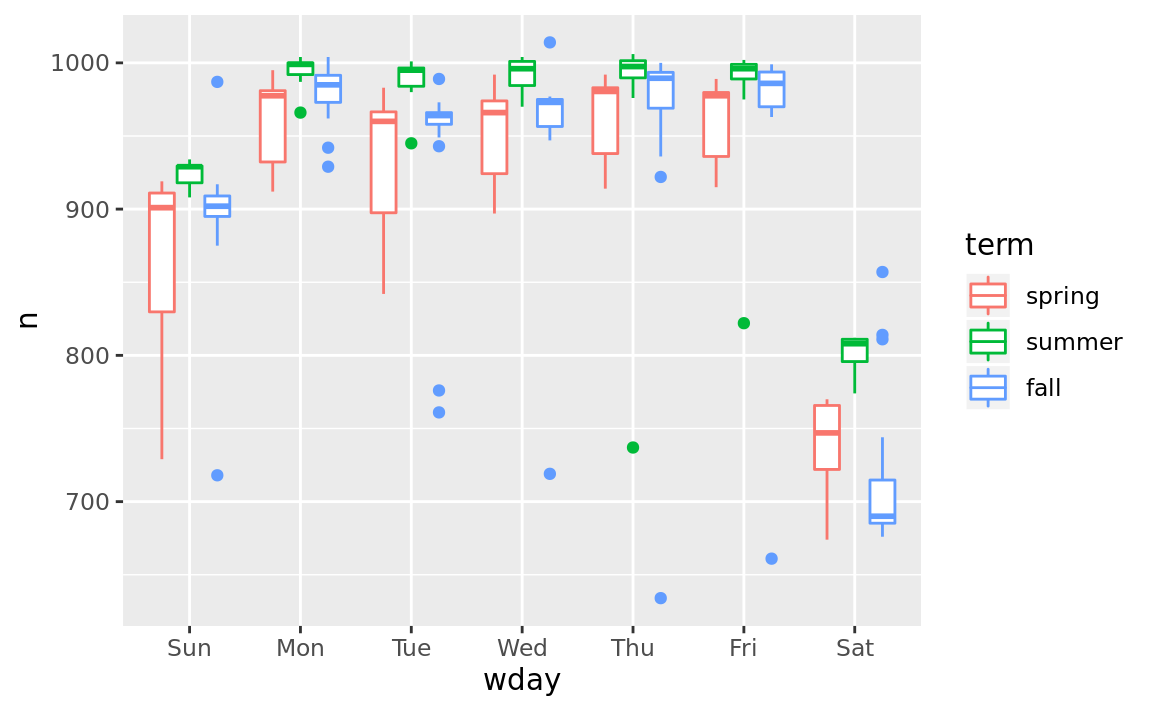 1000
900
800
700
n
Sun Mon Tue Wed Thu Fri Sat
wday
term
spring
summer
fall